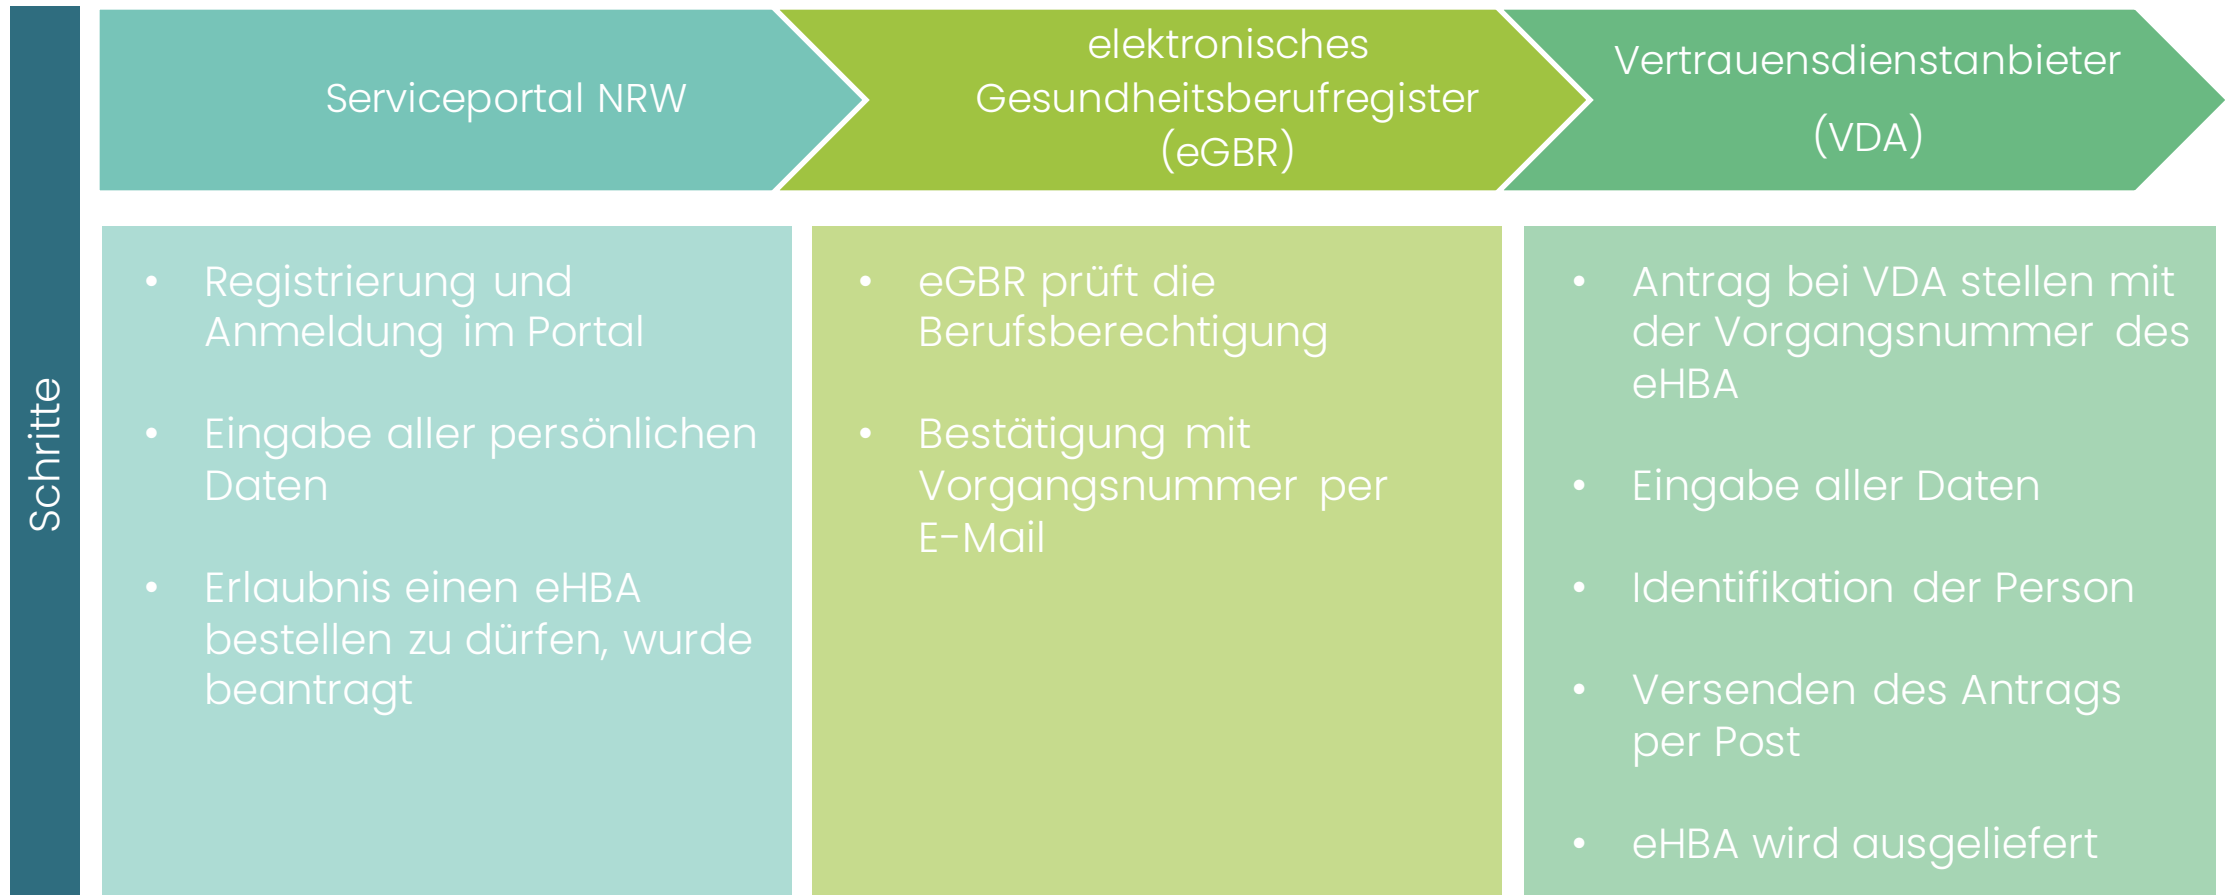 Schritte
Serviceportal NRW
elektronisches
Gesundheitsberufregister
(eGBR)
Vertrauensdienstanbieter
(VDA)
• Registrierung und
Anmeldung im Portal
• Eingabe aller persönlichen
Daten
• Erlaubnis einen eHBA
bestellen zu dürfen, wurde
beantragt
• eGBR prüft die
Berufsberechtigung
• Bestätigung mit
Vorgangsnummer per
E-Mail
• Antrag bei VDA stellen mit
der Vorgangsnummer des
eHBA
• Eingabe aller Daten
• Identifikation der Person
• Versenden des Antrags
per Post
• eHBA wird ausgeliefert